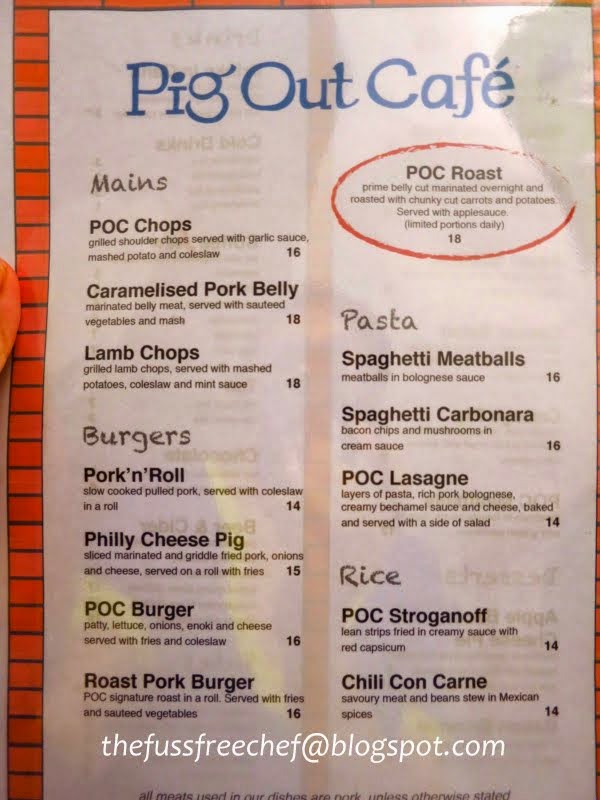 Pig Out Café
Mains
POC Chops
grilled shoulder chops served with garlic sauce,
mashed potato and coleslaw 16
Caramelised Pork Belly
marinated belly meat, served with sauteed
vegetables and mash 18
Lamb Chops
grilled lamb chops, served with mashed
potatoes, coleslaw and mint sauce 18
Burgers
Pork'n'Roll
slow cooked pulled pork, served with coleslaw
in a roll 14
Philly Cheese Pig
sliced marinated and griddle fried pork, onions
and cheese, served on a roll with fries 15
POC Burger
patty, lettuce, onions, enoki and cheese
served with fries and coleslaw 16
Roast Pork Burger
POC signature roast in a roll. Served with fries
and sauteed vegetables 16
POC Roast
prime belly cut marinated overnight and
roasted with chunky cut carrots and potatoes.
Served with applesauce.
(limited portions daily)
18
Pasta
Spaghetti Meatballs
meatballs in bolognese sauce 16
Spaghetti Carbonara
bacon chips and mushrooms in
cream sauce 16
POC Lasagne
layers of pasta, rich pork bolognese,
creamy bechamel sauce and cheese, baked
and served with a side of salad 14
Rice
POC Stroganoff
lean strips fried in creamy sauce with
red capsicum 14
Chili Con Carne
savoury meat and beans stew in Mexican
spices 14
thefussfreechef@blogspot.com
all meats used in our dishes are pork, unless otherwise stated